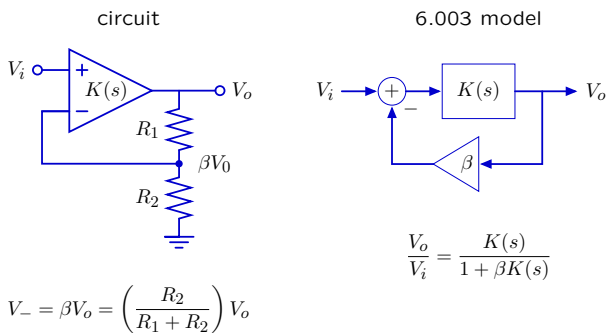 circuit
6.003 model
V_i
+
−
K(s)
V_o
R_1
βV_0
R_2
V_i
+
−
K(s)
V_o
β
V_− = βV_o = (R_2 / (R_1 + R_2)) V_o
V_o / V_i = K(s) / (1 + βK(s))